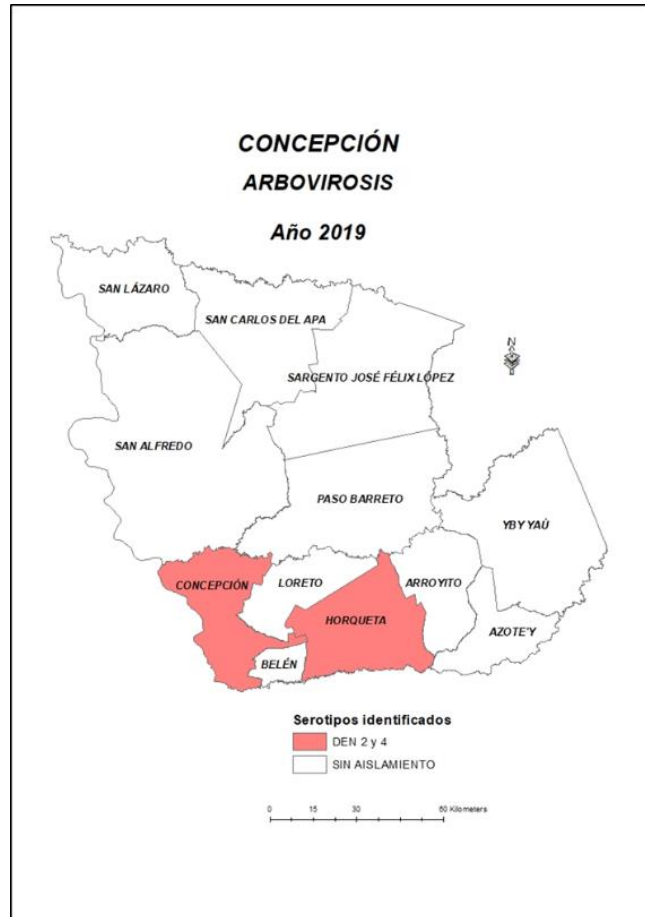 CONCEPCIÓN
ARBOVIROSIS
Año 2019
SAN LÁZARO
SAN CARLOS DEL APA
N
SARGENTO JOSÉ FÉLIX LÓPEZ
SAN ALFREDO
PASO BARRETO
YBY YAÚ
CONCEPCIÓN
LORETO
ARROYITO
HORQUETA
AZOTE'Y
BELÉN
Serotipos identificados
DEN 2 y 4
SIN AISLAMIENTO
0 15 30 60 Kilometers